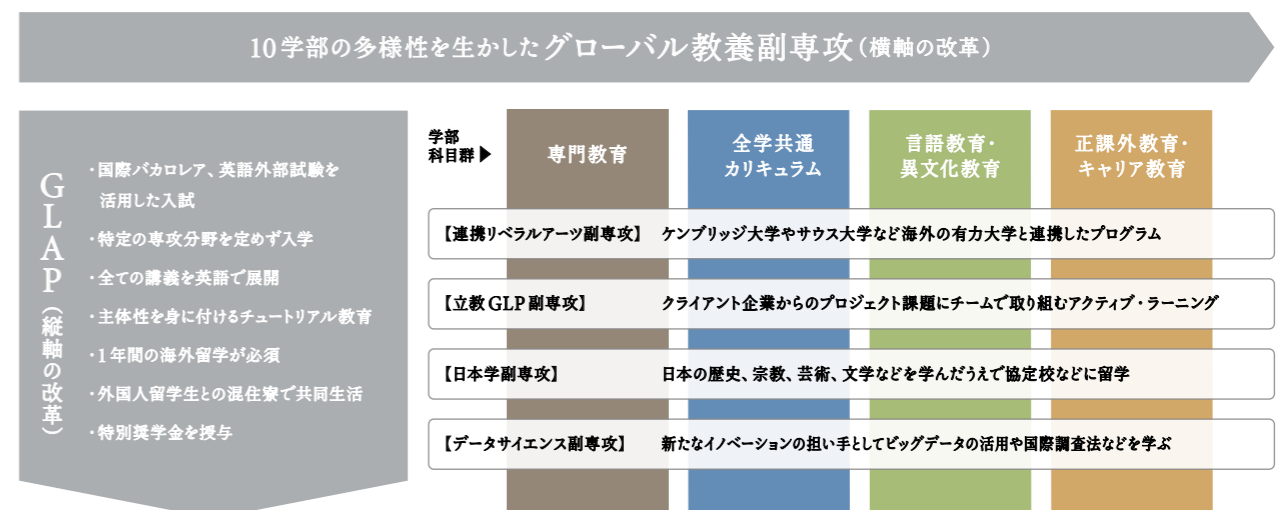 10学部の多様性を生かしたグローバル教養副専攻(横軸の改革)
GLAP(縦軸の改革)
・国際バカロレア、英語外部試験を
活用した入試
・特定の専攻分野を定めず入学
・全ての講義を英語で展開
・主体性を身に付けるチュートリアル教育
・1年間の海外留学が必須
・外国人留学生との混住寮で共同生活
・特別奨学金を授与
学部
科目群▶
専門教育
全学共通
カリキュラム
言語教育・
異文化教育
正課外教育・
キャリア教育
【連携リベラルアーツ副専攻】 ケンブリッジ大学やサウス大学など海外の有力大学と連携したプログラム
【立教GLP副専攻】 クライアント企業からのプロジェクト課題にチームで取り組むアクティブ・ラーニング
【日本学副専攻】 日本の歴史、宗教、芸術、文学などを学んだうえで協定校などに留学
【データサイエンス副専攻】 新たなイノベーションの担い手としてビッグデータの活用や国際調査法などを学ぶ